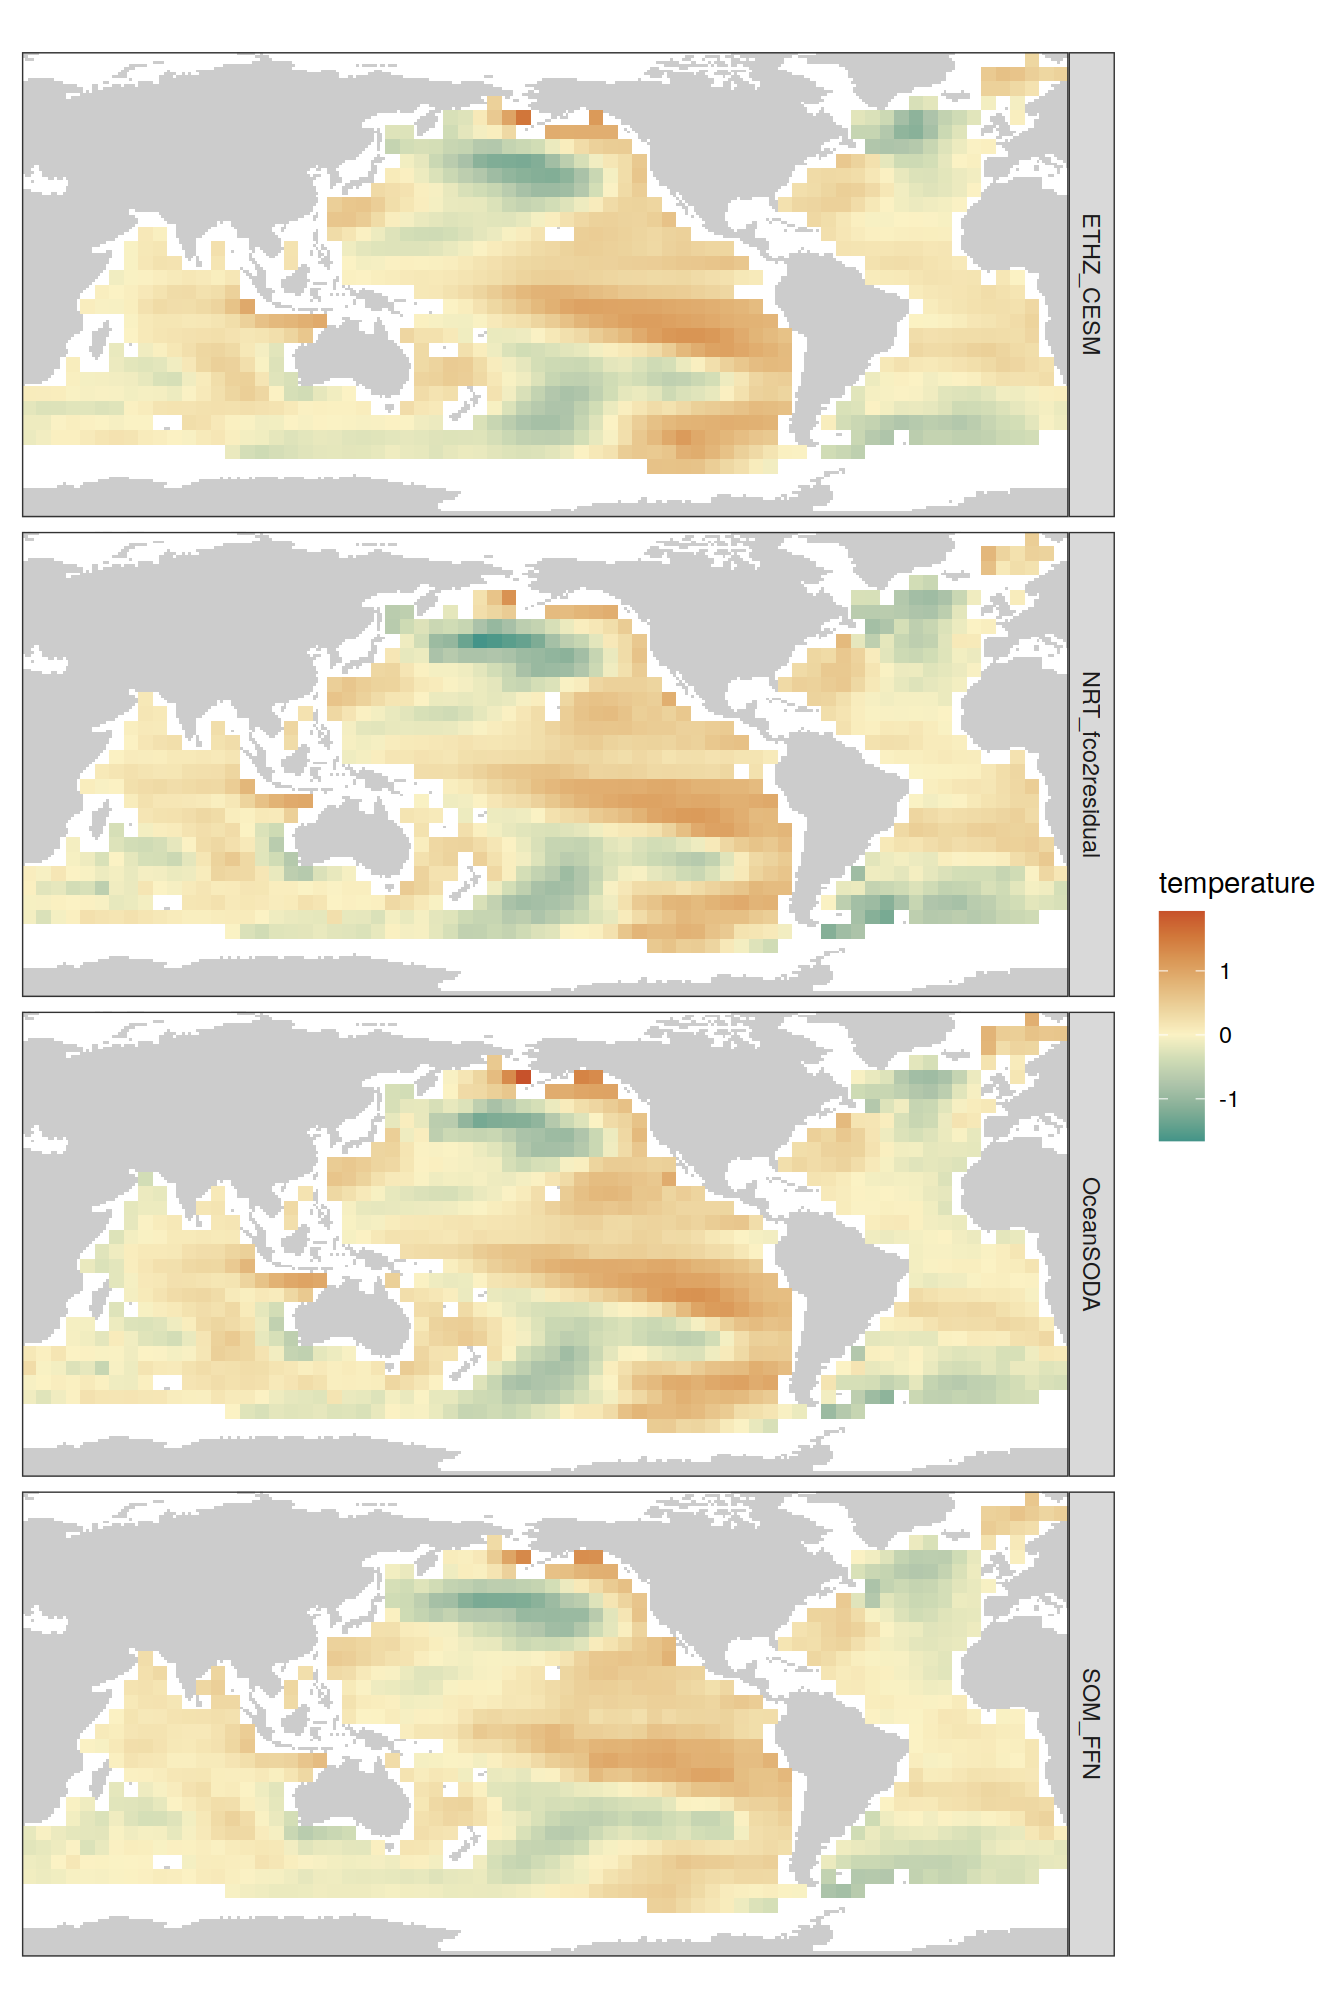 ETHZ_CESM
NRT_fco2residual
OceanSODA
SOM_FFN
temperature
1
0
-1